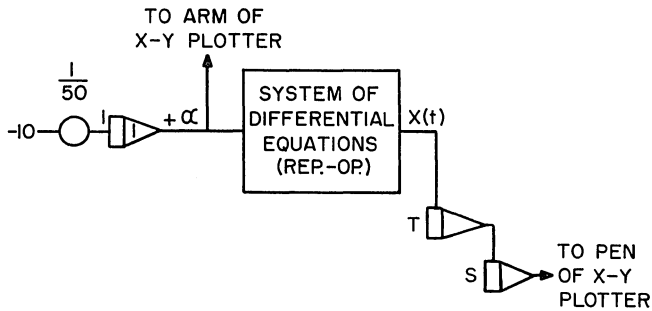 TO ARM OF
X-Y PLOTTER
1
50
-10
1
1
+ α
SYSTEM OF
DIFFERENTIAL
EQUATIONS
(REP.-OP.)
X(t)
T
S
TO PEN
OF X-Y
PLOTTER